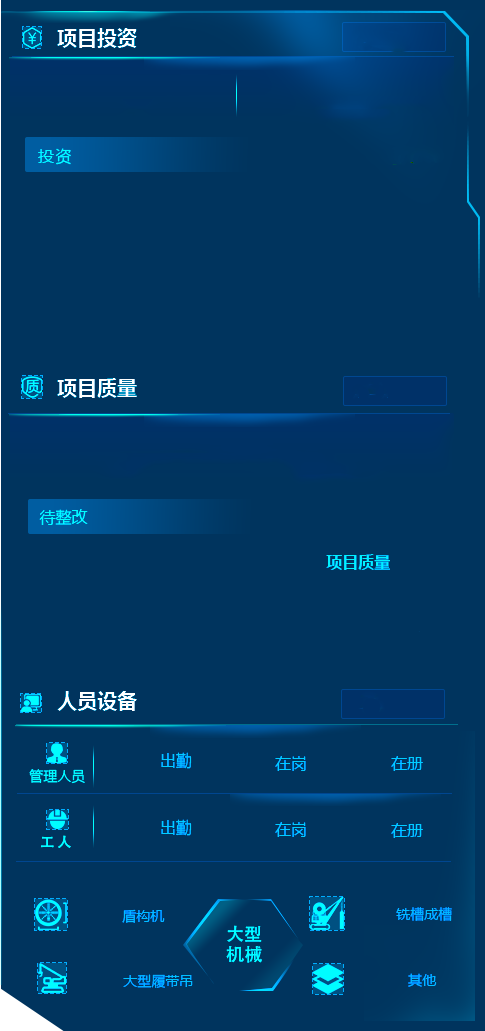 项目投资
投资
项目质量
待整改
项目质量
人员设备
管理人员 出勤 在岗 在册
工人 出勤 在岗 在册
盾构机
大型
机械
铣槽成槽
大型履带吊
其他